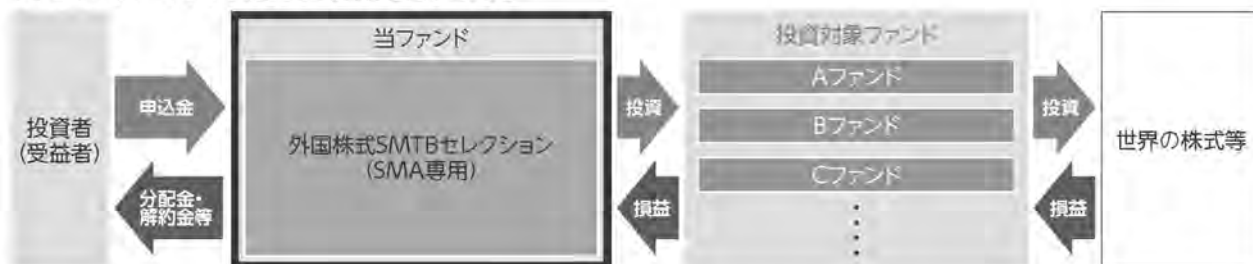 投資者
(受益者)
申込金
分配金・
解約金等
当ファンド
外国株式SMTBセレクション
(SMA専用)
投資
損益
投資対象ファンド
Aファンド
Bファンド
Cファンド
投資
損益
世界の株式等